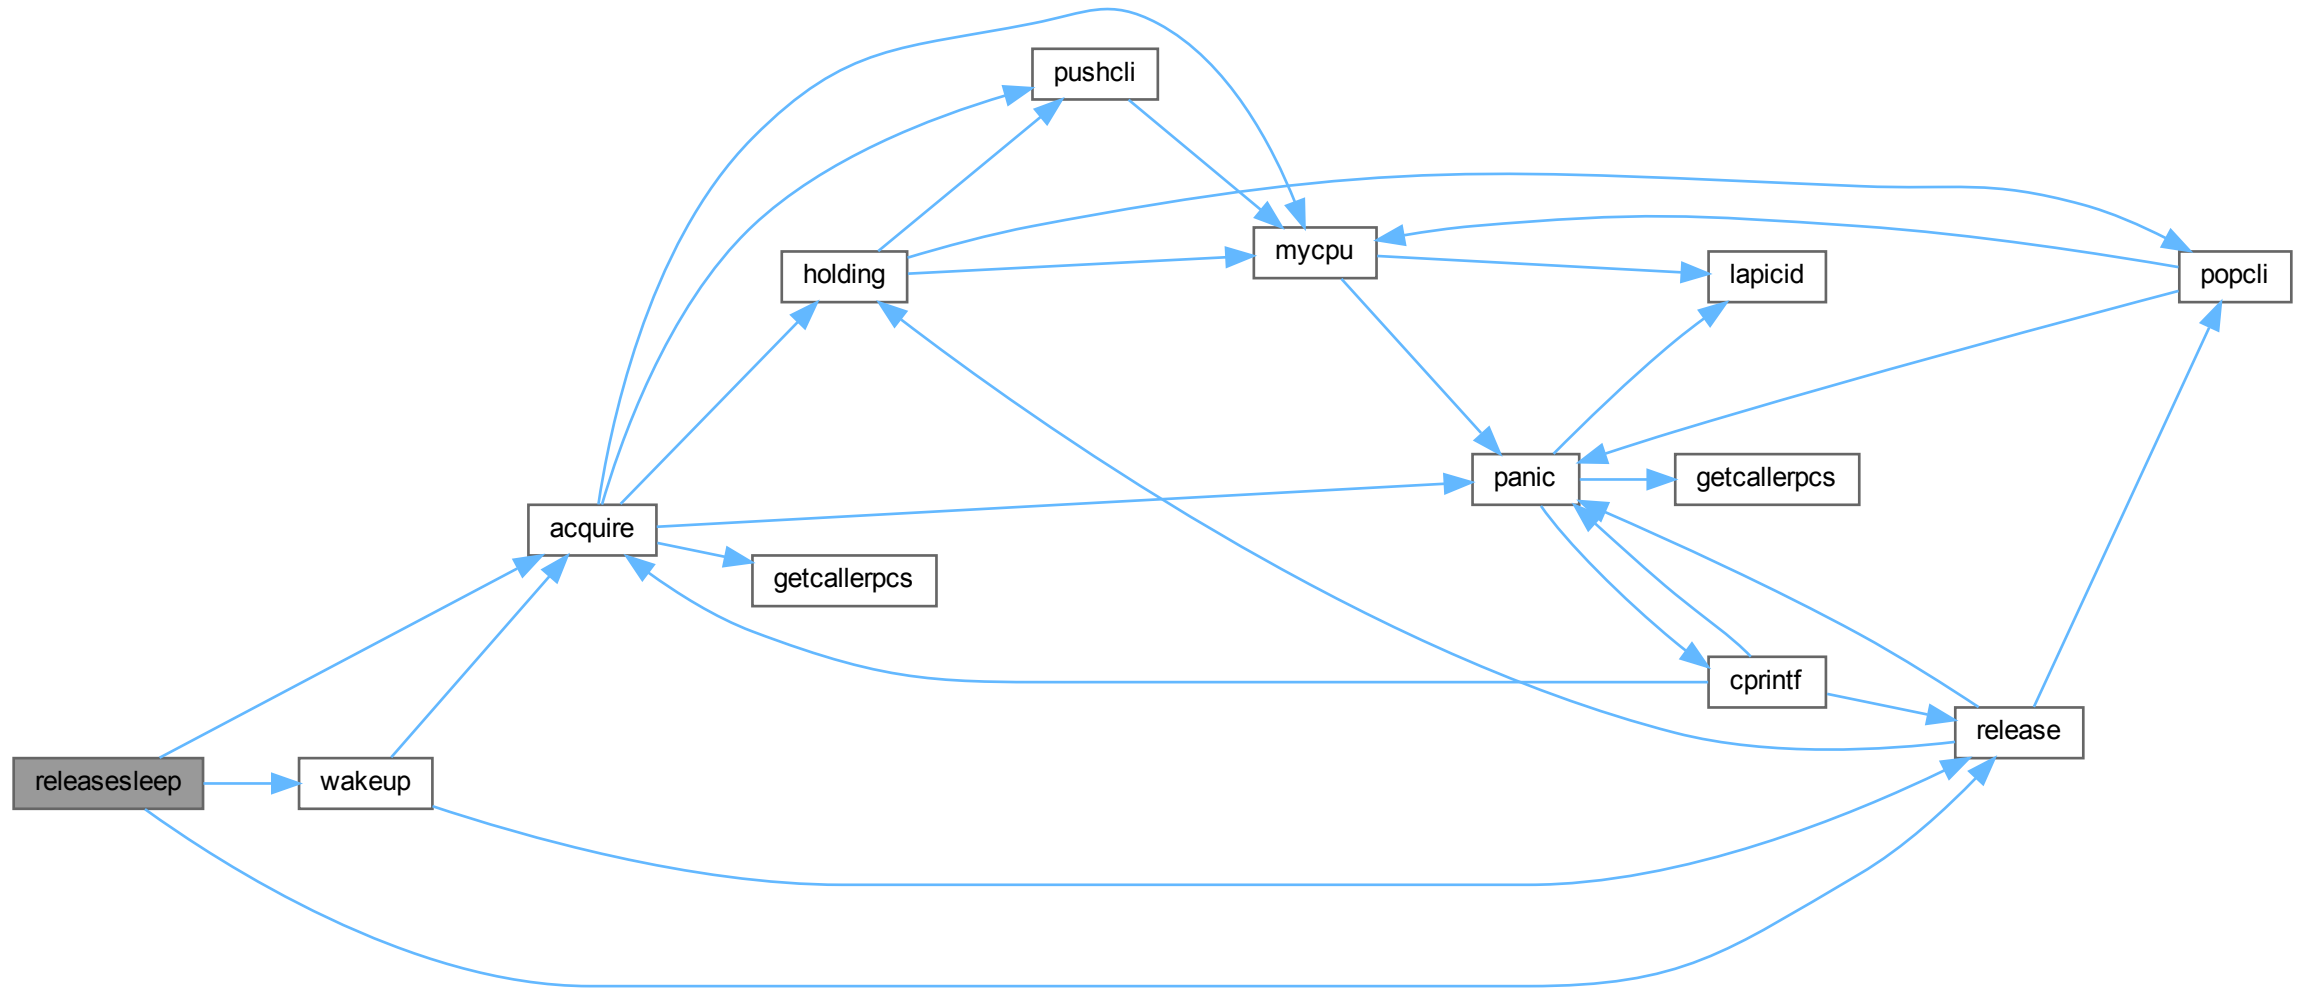 pushcli
mycpu
holding
lapicid
popcli
panic
getcallerpcs
acquire
getcallerpcs
cprintf
release
releasesleep
wakeup